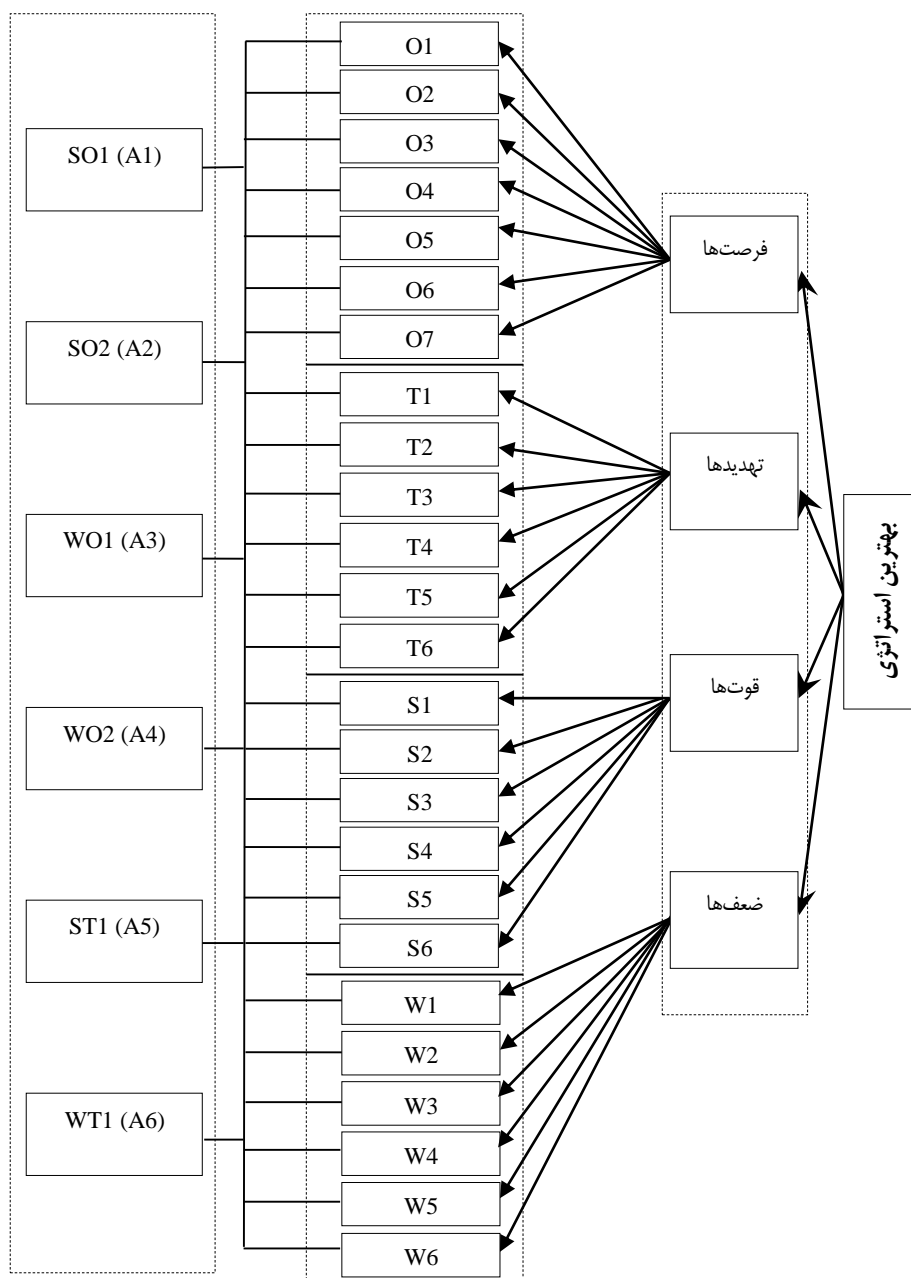 بهترین استراتژی
فرصت‌ها
تهدیدها
قوت‌ها
ضعف‌ها
O1
O2
O3
O4
O5
O6
O7
T1
T2
T3
T4
T5
T6
S1
S2
S3
S4
S5
S6
W1
W2
W3
W4
W5
W6
SO1 (A1)
SO2 (A2)
WO1 (A3)
WO2 (A4)
ST1 (A5)
WT1 (A6)